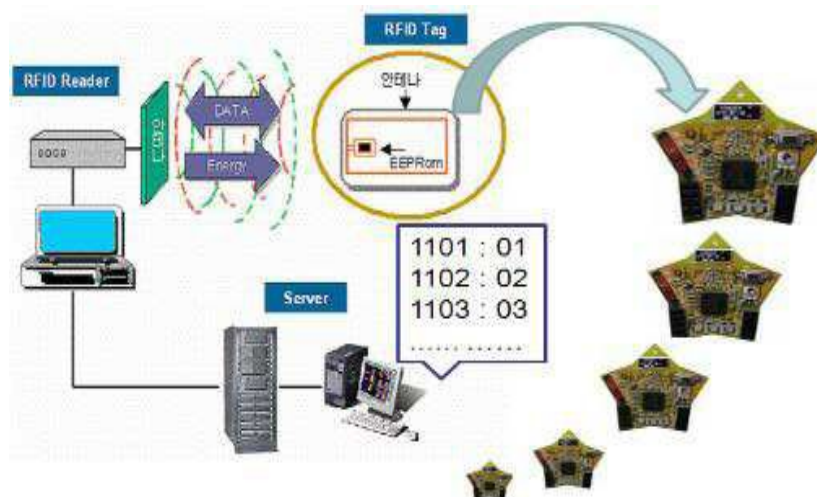 RFID Tag
RFID Reader
안테나
DATA
Energy
EEPRom
1101 : 01
1102 : 02
1103 : 03
...... ......
Server